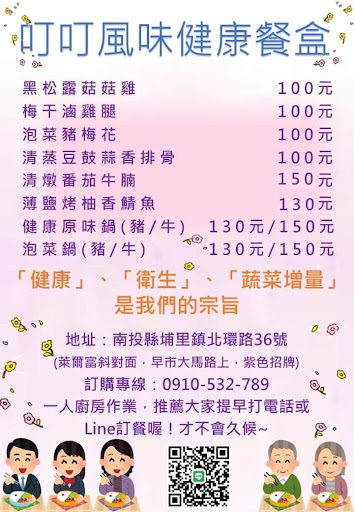 叮叮風味健康餐盒
黑松露菇菇雞 100元
梅干滷雞腿 100元
泡菜豬梅花 100元
清蒸豆鼓蒜香排骨 100元
清燉番茄牛腩 150元
薄鹽烤柚香鯖魚 130元
健康原味鍋(豬/牛) 130元/150元
泡菜鍋(豬/牛) 130元/150元
「健康」、「衛生」、「蔬菜增量」
是我們的宗旨
地址：南投縣埔里鎮北環路36號
(萊爾富斜對面，早市大馬路上，紫色招牌)
訂購專線：0910-532-789
一人廚房作業，推薦大家提早打電話或
Line訂餐喔！才不會久候~